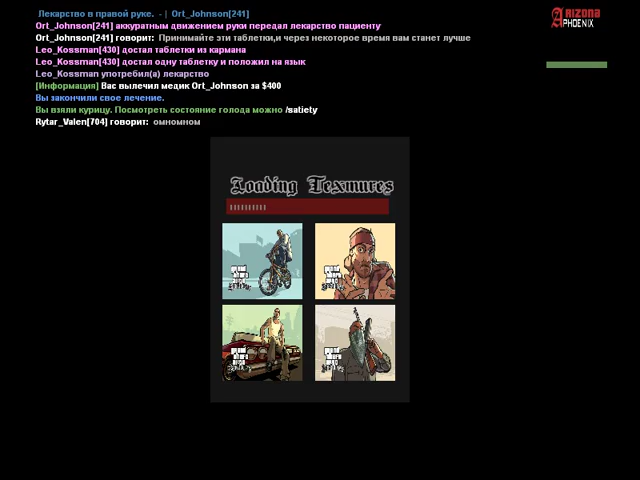 Лекарство в правой руке. - | Ort_Johnson[241]
Ort_Johnson[241] аккуратным движением руки передал лекарство пациенту
Ort_Johnson[241] говорит: Принимайте эти таблетки,и через некоторое время вам станет лучше
Leo_Kossman[430] достал таблетки из кармана
Leo_Kossman[430] достал одну таблетку и положил на язык
Leo_Kossman употребил(а) лекарство
[Информация] Вас вылечил медик Ort_Johnson за $400
Вы закончили свое лечение.
Вы взяли курицу. Посмотреть состояние голода можно /satiety
Rytar_Valen[704] говорит: омномном
ARIZONA
PHOENIX
Loading Texmures